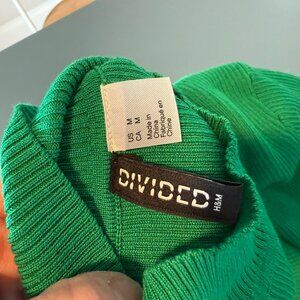 US M
CA M
Made in
China
Fabriqué en
Chine
DIVIDED
H&M